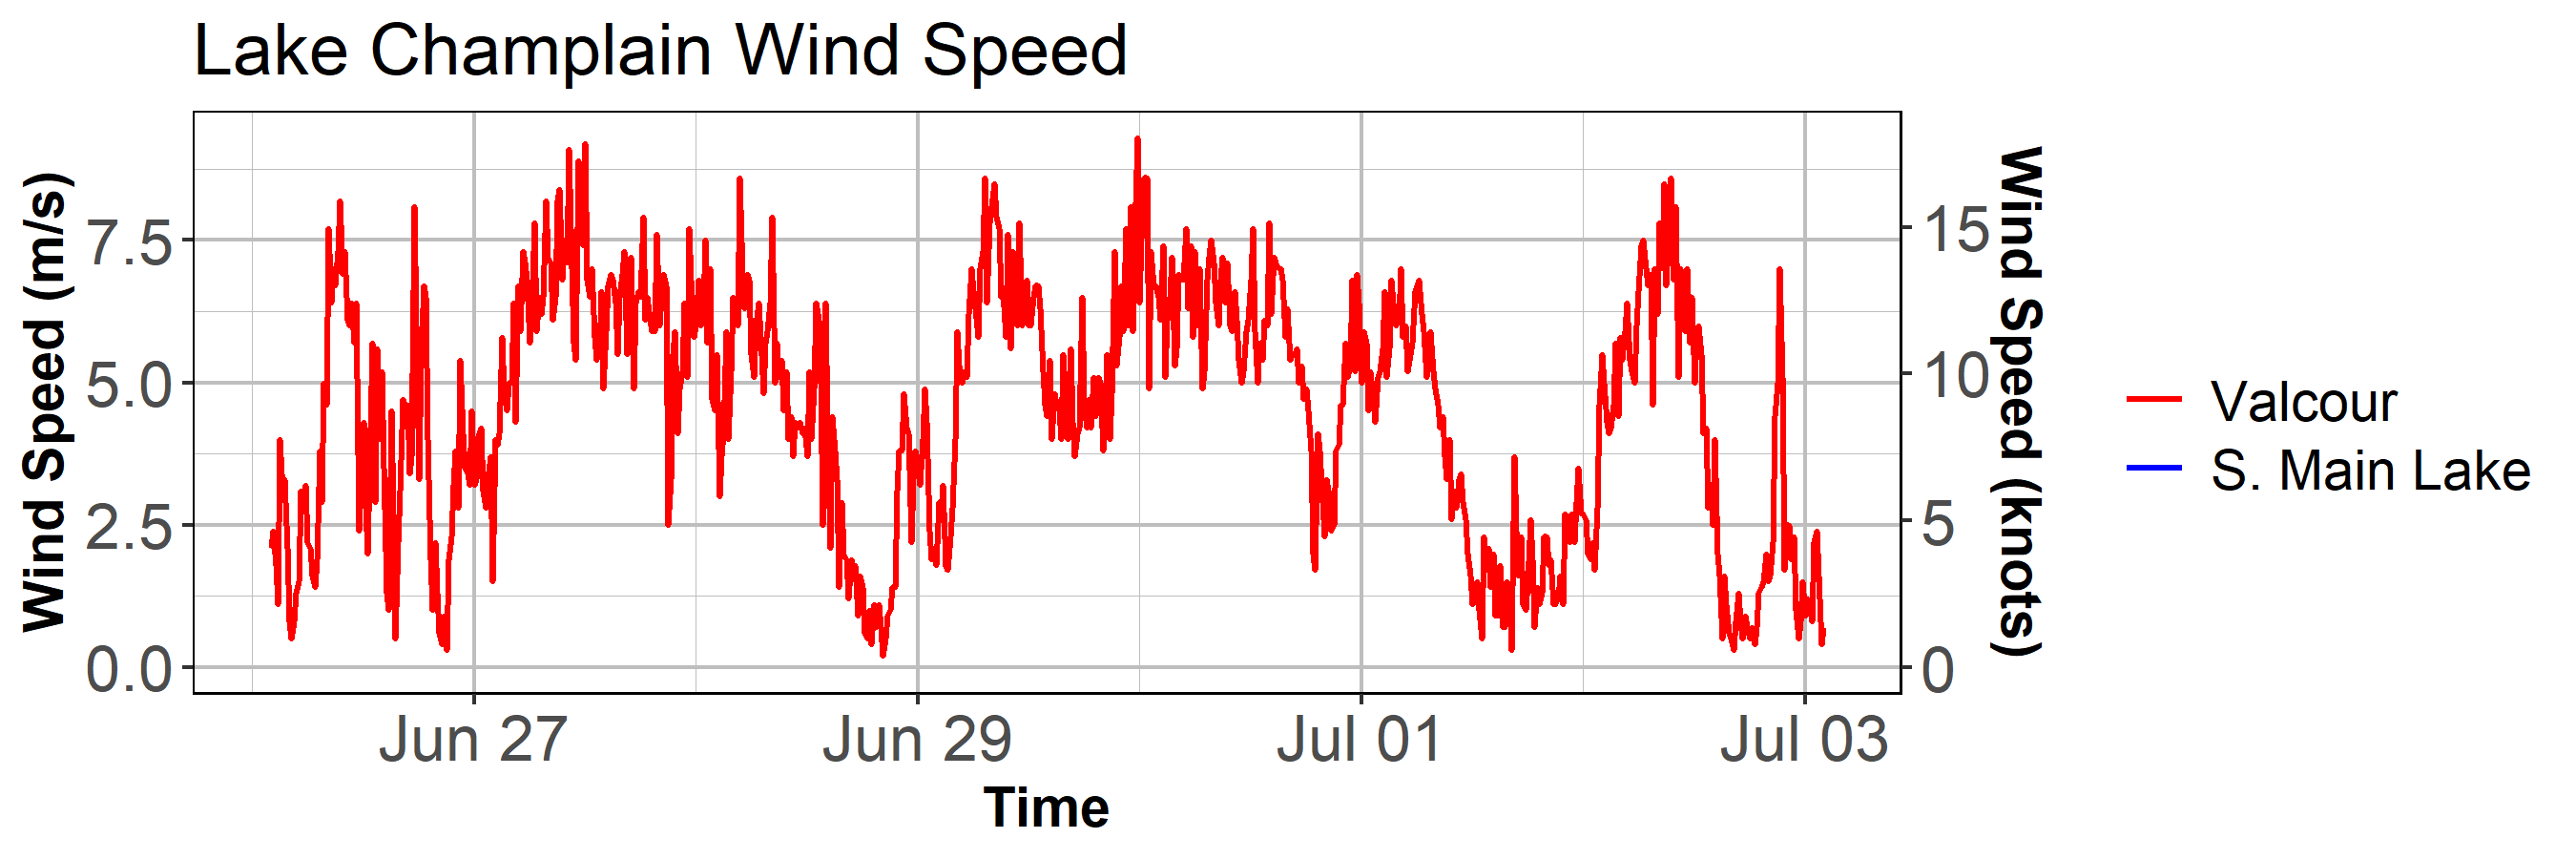 Lake Champlain Wind Speed
Wind Speed (m/s)
7.5
5.0
2.5
0.0
Jun 27
Jun 29
Jul 01
Jul 03
Time
15
10
5
0
Wind Speed (knots)
Valcour
S. Main Lake